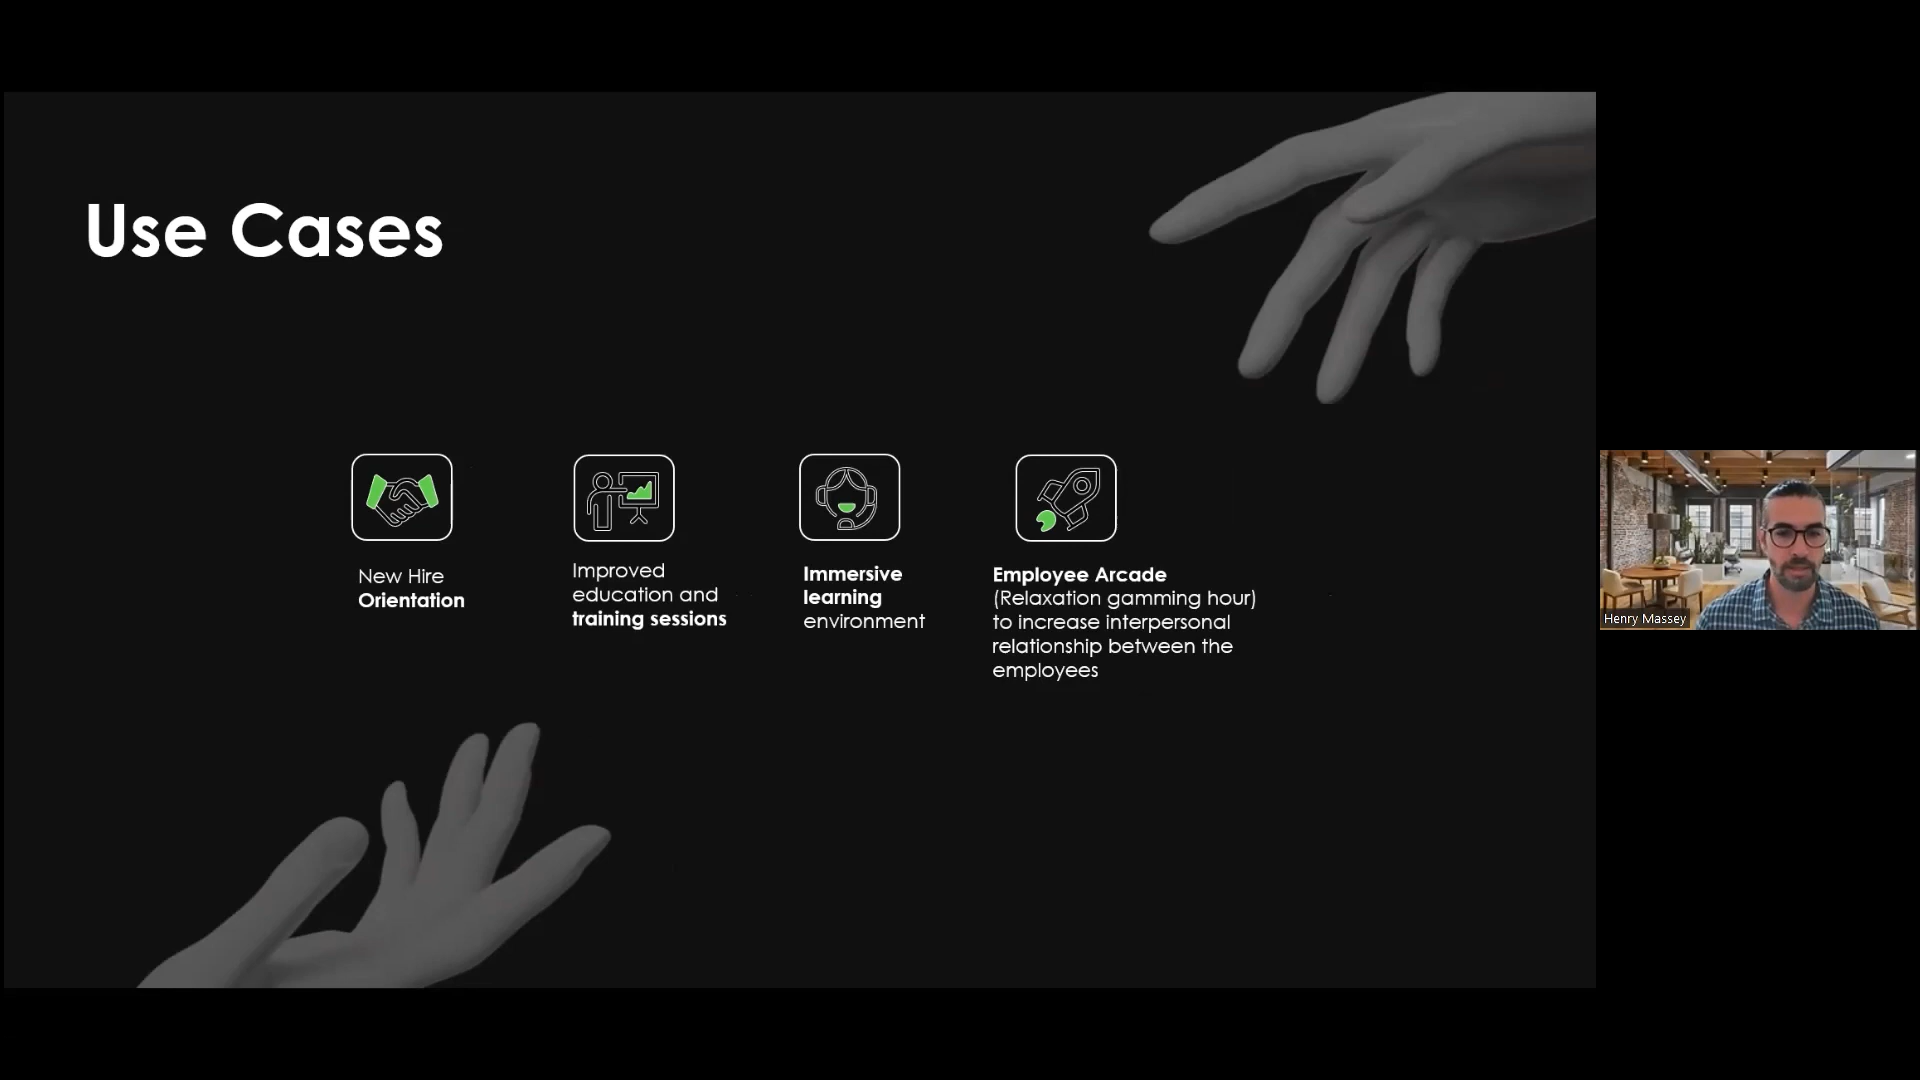 Use Cases
New Hire
Orientation
Improved
education and
training sessions
Immersive
learning
environment
Employee Arcade
(Relaxation gamming hour)
to increase interpersonal
relationship between the
employees
Henry Massey